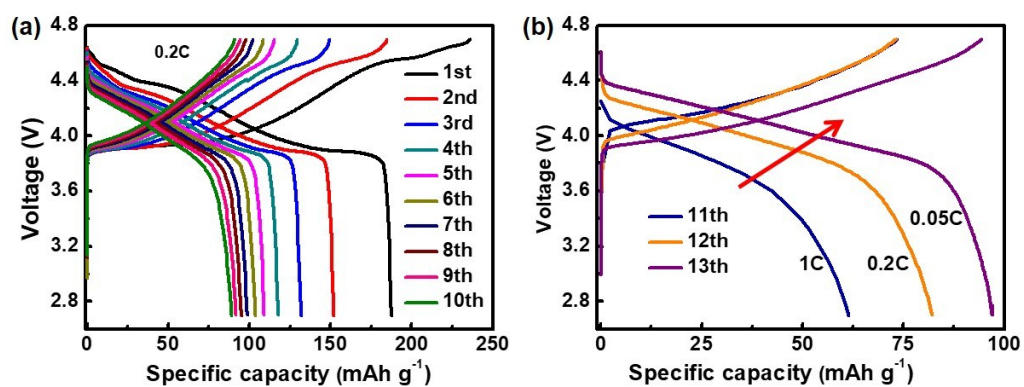 (a)
0.2C
4.8
4.4
4.0
3.6
3.2
2.8
Voltage (V)
1st
2nd
3rd
4th
5th
6th
7th
8th
9th
10th
0 50 100 150 200 250
Specific capacity (mAh g⁻¹)
(b)
4.8
4.4
4.0
3.6
3.2
2.8
Voltage (V)
11th
12th
13th
1C
0.2C
0.05C
0 25 50 75 100
Specific capacity (mAh g⁻¹)